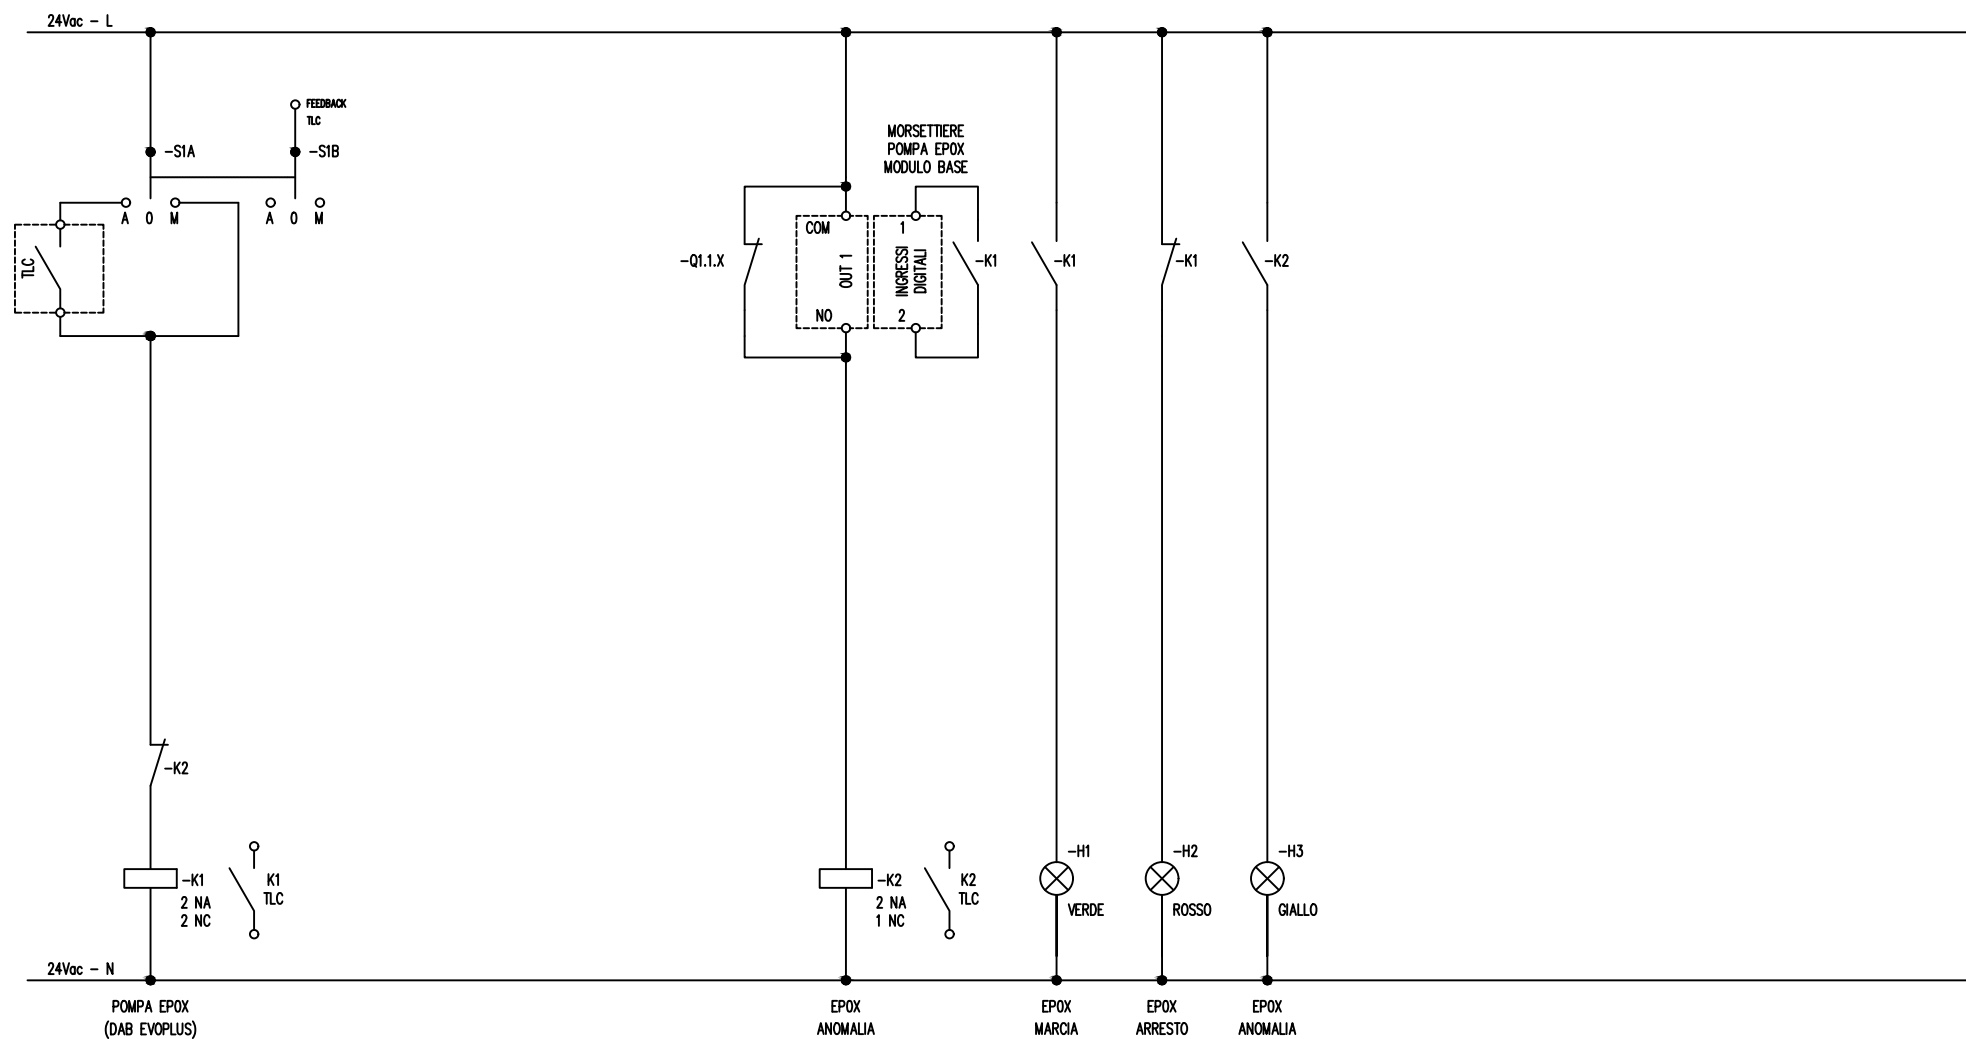 24Vac - L
FEEDBACK
TLC
-S1A
-S1B
A 0 M
A 0 M
TLC
MORSETTIERE
POMPA EPOX
MODULO BASE
COM
1
-Q1.1.X
OUT 1
INGRESSI
DIGITALI
-K1
-K1
-K1
-K2
NO
2
-K2
-K1
2 NA
2 NC
K1
TLC
-K2
2 NA
1 NC
K2
TLC
-H1
VERDE
-H2
ROSSO
-H3
GIALLO
24Vac - N
POMPA EPOX
(DAB EVOPLUS)
EPOX
ANOMALIA
EPOX
MARCIA
EPOX
ARRESTO
EPOX
ANOMALIA